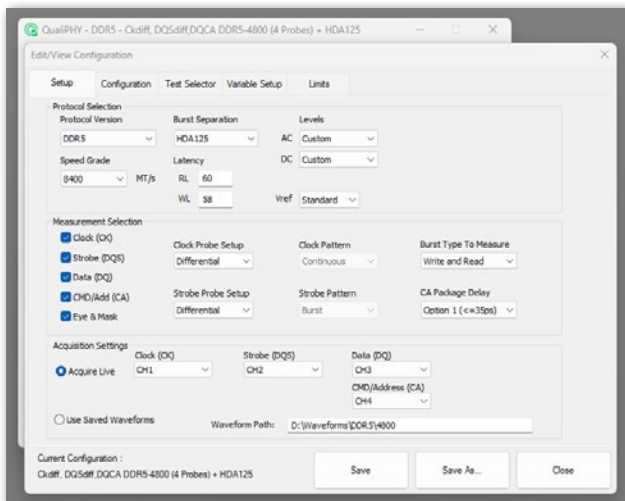 QualiPHY - DDR5 - Ckdiff, DQSdiff,DQCA DDR5-4800 (4 Probes) + HDA125
Edit/View Configuration
Setup Configuration Test Selector Variable Setup Limits
Protocol Selection
Protocol Version Burst Separation Levels
DDR5 HDA125 AC Custom
DC Custom
Speed Grade Latency
8400 MT/s RL 60
WL 58 Vref Standard
Measurement Selection
Clock (CK)
Strobe (DQS)
Data (DQ)
CMD/Add (CA)
Eye & Mask
Clock Probe Setup Clock Pattern Burst Type To Measure
Differential Continuous Write and Read
Strobe Probe Setup Strobe Pattern CA Package Delay
Differential Burst Option 1 (<=35ps)
Acquisition Settings
Clock (CK) Strobe (DQS) Data (DQ)
Acquire Live CH1 CH2 CH3
CMD/Address (CA)
CH4
Use Saved Waveforms Waveform Path: D:\Waveforms\DDR5\4800
Current Configuration :
Ckdiff, DQSdiff,DQCA DDR5-4800 (4 Probes) + HDA125
Save Save As... Close